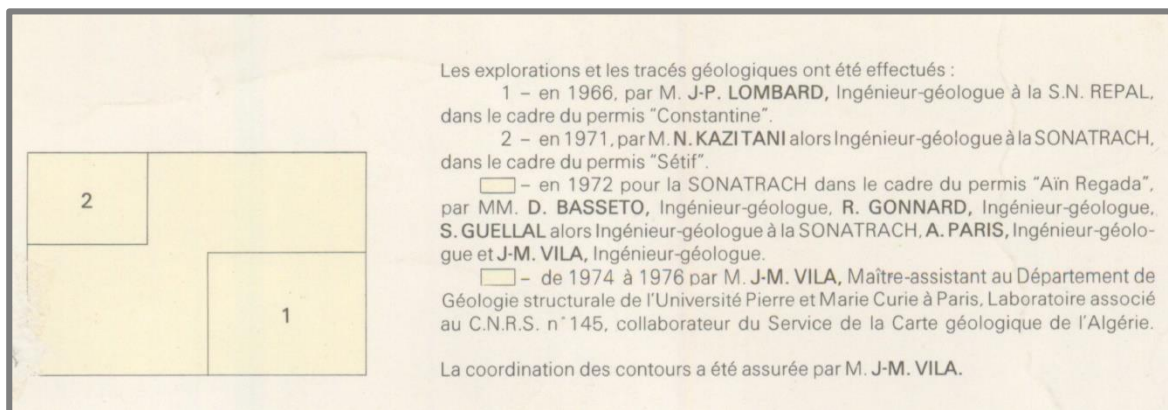 Les explorations et les tracés géologiques ont été effectués :
1 – en 1966, par M. J-P. LOMBARD, Ingénieur-géologue à la S.N. REPAL,
dans le cadre du permis "Constantine".
2 – en 1971, par M. N. KAZITANI alors Ingénieur-géologue à la SONATRACH,
dans le cadre du permis "Sétif".
– en 1972 pour la SONATRACH dans le cadre du permis "Aïn Regada",
par MM. D. BASSETO, Ingénieur-géologue, R. GONNARD, Ingénieur-géologue,
S. GUELLAL alors Ingénieur-géologue à la SONATRACH, A. PARIS, Ingénieur-géolo-
gue et J-M. VILA, Ingénieur-géologue.
– de 1974 à 1976 par M. J-M. VILA, Maître-assistant au Département de
Géologie structurale de l'Université Pierre et Marie Curie à Paris, Laboratoire associé
au C.N.R.S. n° 145, collaborateur du Service de la Carte géologique de l'Algérie.
La coordination des contours a été assurée par M. J-M. VILA.
2
1